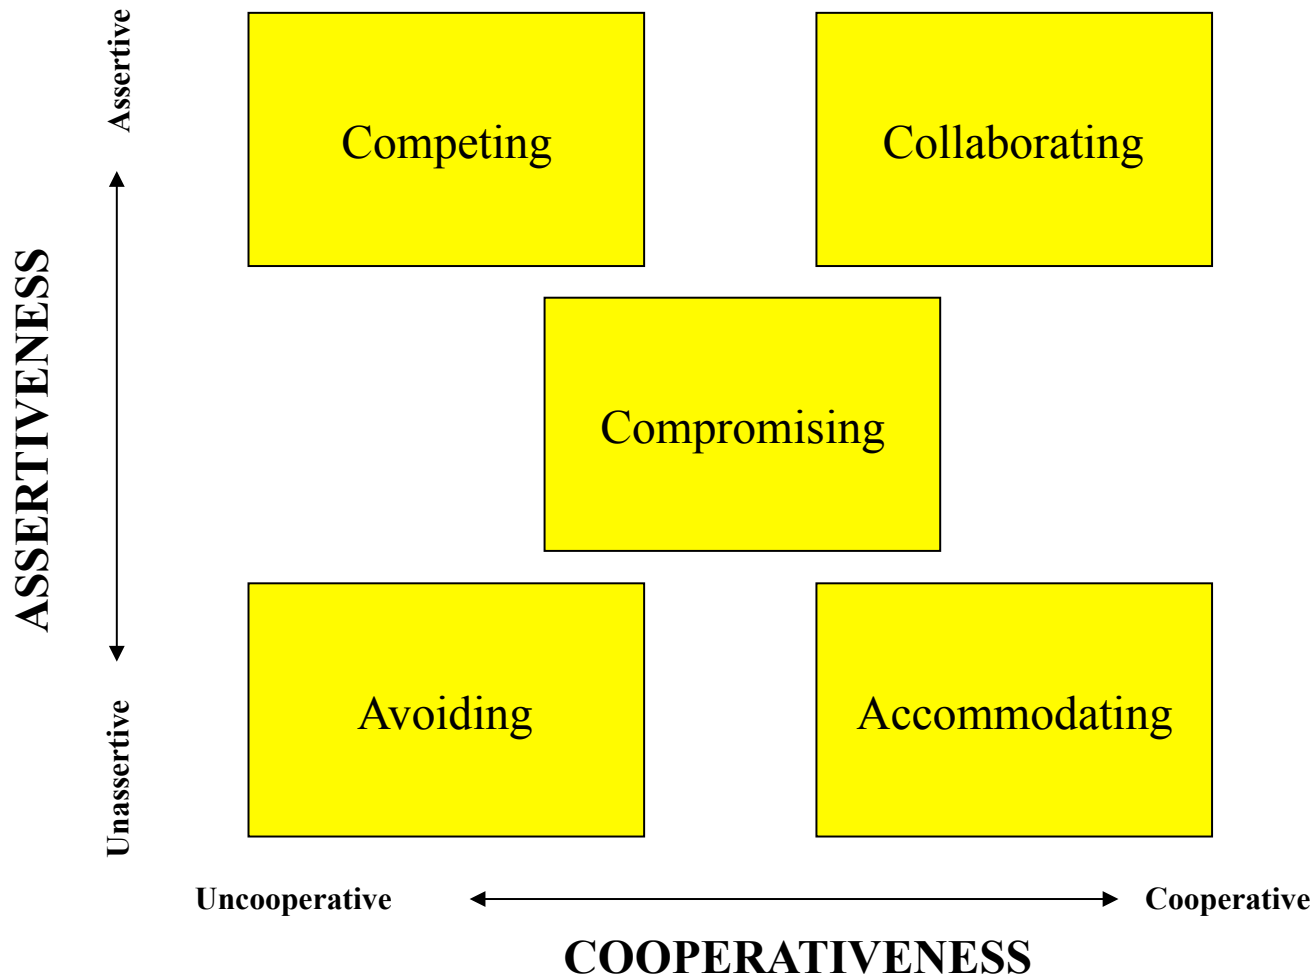 Assertive
Competing
Collaborating
ASSERTIVENESS
Compromising
Avoiding
Accommodating
Unassertive
Uncooperative
Cooperative
COOPERATIVENESS